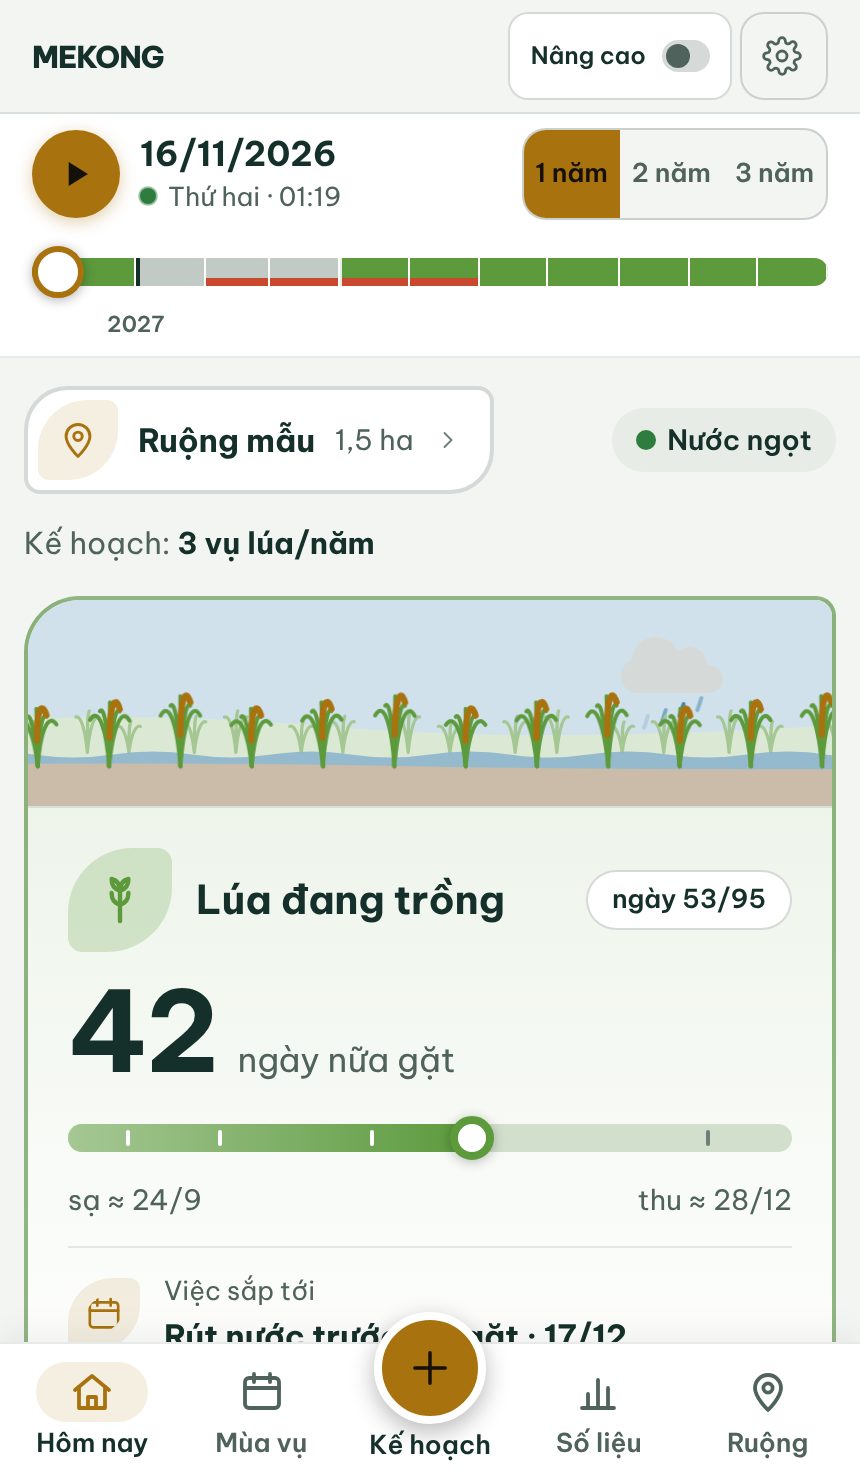 MEKONG
Nâng cao
16/11/2026
Thứ hai · 01:19
1 năm 2 năm 3 năm
2027
Ruộng mẫu 1,5 ha
Nước ngọt
Kế hoạch: 3 vụ lúa/năm
Lúa đang trồng
ngày 53/95
42 ngày nữa gặt
sạ ≈ 24/9
thu ≈ 28/12
Việc sắp tới
Rút nước trước gặt · 17/12
Hôm nay
Mùa vụ
Kế hoạch
Số liệu
Ruộng